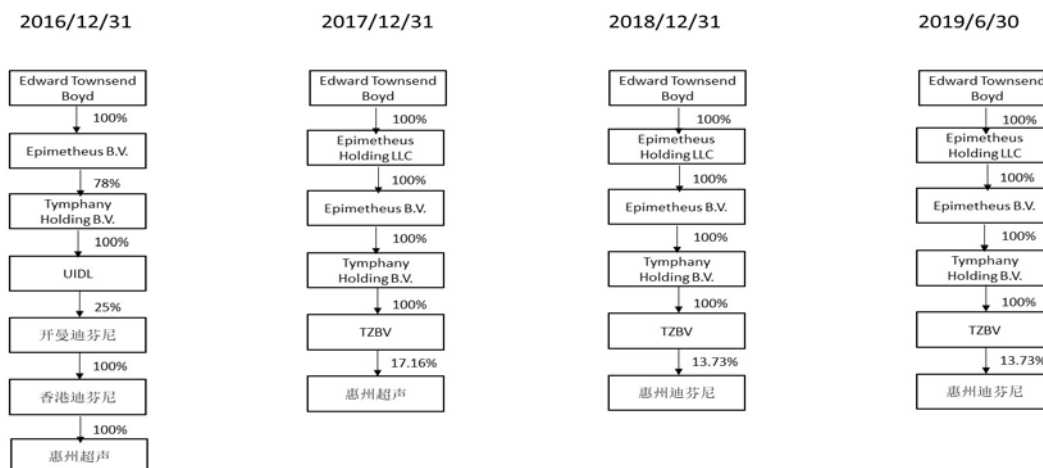 2016/12/31
Edward Townsend
Boyd
100%
Epimetheus B.V.
78%
Tymphany
Holding B.V.
100%
UIDL
25%
开曼迪芬尼
100%
香港迪芬尼
100%
惠州超声
2017/12/31
Edward Townsend
Boyd
100%
Epimetheus
Holding LLC
100%
Epimetheus B.V.
100%
Tymphany
Holding B.V.
100%
TZBV
17.16%
惠州超声
2018/12/31
Edward Townsend
Boyd
100%
Epimetheus
Holding LLC
100%
Epimetheus B.V.
100%
Tymphany
Holding B.V.
100%
TZBV
13.73%
惠州迪芬尼
2019/6/30
Edward Townsend
Boyd
100%
Epimetheus
Holding LLC
100%
Epimetheus B.V.
100%
Tymphany
Holding B.V.
100%
TZBV
13.73%
惠州迪芬尼